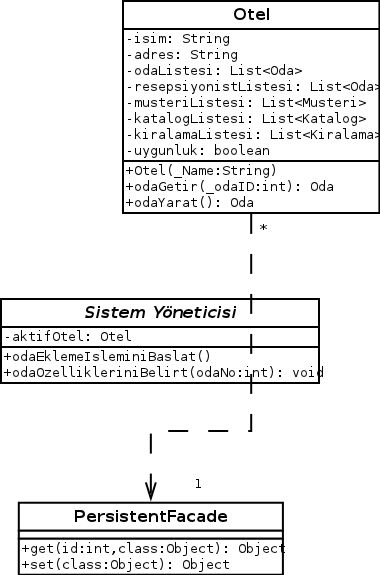 Otel
-isim: String
-adres: String
-odaListesi: List<Oda>
-resepsiyonistListesi: List<Oda>
-musteriListesi: List<Musteri>
-katalogListesi: List<Katalog>
-kiralamaListesi: List<Kiralama>
-uygunluk: boolean
+Otel(_Name:String)
+odaGetir(_odaID:int): Oda
+odaYarat(): Oda
*
Sistem Yöneticisi
-aktifOtel: Otel
+odaEklemeIsleminiBaslat()
+odaOzellikleriniBelirt(odaNo:int): void
1
PersistentFacade
+get(id:int,class:Object): Object
+set(class:Object): Object